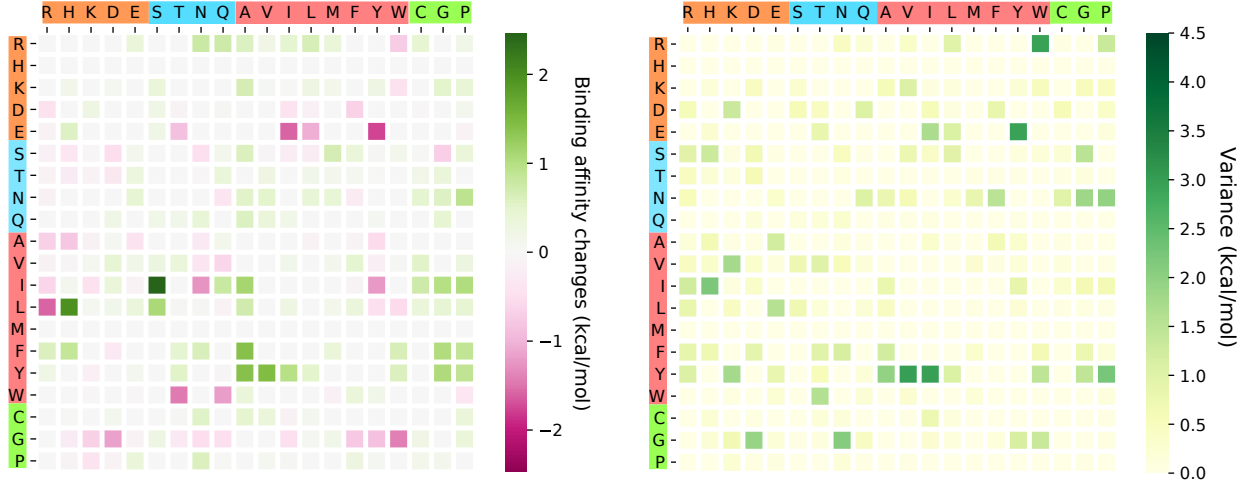 R H K D E S T N Q A V I L M F Y W C G P
R
H
K
D
E
S
T
N
Q
A
V
I
L
M
F
Y
W
C
G
P
2
1
0
−1
−2
Binding affinity changes (kcal/mol)
R H K D E S T N Q A V I L M F Y W C G P
R
H
K
D
E
S
T
N
Q
A
V
I
L
M
F
Y
W
C
G
P
4.5
4.0
3.5
3.0
2.5
2.0
1.5
1.0
0.5
0.0
Variance (kcal/mol)